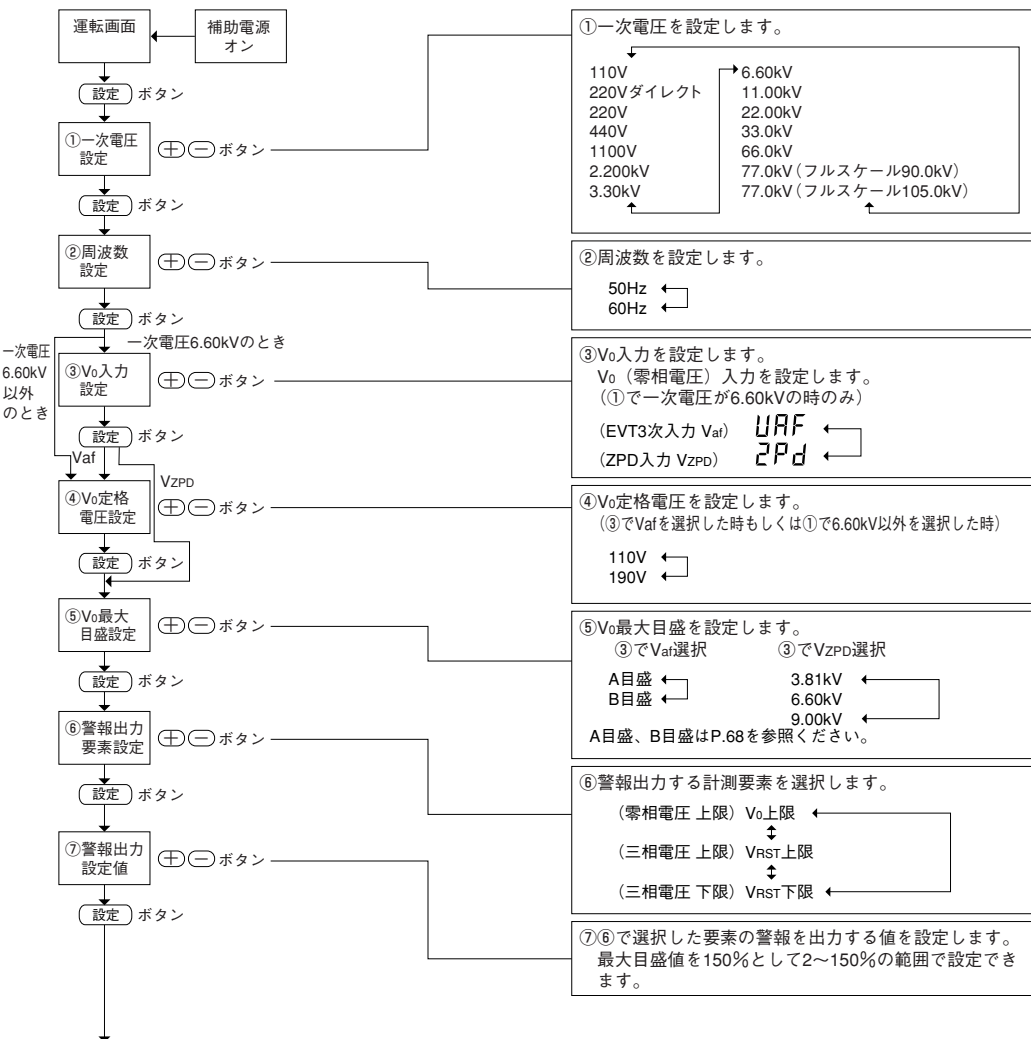 運転画面
補助電源
オン
設定 ボタン
①一次電圧
設定
⊕⊖ボタン
設定 ボタン
②周波数
設定
⊕⊖ボタン
設定 ボタン
一次電圧6.60kVのとき
一次電圧
6.60kV
以外
のとき
③V₀入力
設定
⊕⊖ボタン
設定 ボタン
Vaf
VZPD
④V₀定格
電圧設定
⊕⊖ボタン
設定 ボタン
⑤V₀最大
目盛設定
⊕⊖ボタン
設定 ボタン
⑥警報出力
要素設定
⊕⊖ボタン
設定 ボタン
⑦警報出力
設定値
⊕⊖ボタン
設定 ボタン
①一次電圧を設定します。
110V
220Vダイレクト
220V
440V
1100V
2.200kV
3.30kV
6.60kV
11.00kV
22.00kV
33.0kV
66.0kV
77.0kV(フルスケール90.0kV)
77.0kV(フルスケール105.0kV)
②周波数を設定します。
50Hz
60Hz
③V₀入力を設定します。
V₀（零相電圧）入力を設定します。
(①で一次電圧が6.60kVの時のみ)
(EVT3次入力 Vaf) UAF
(ZPD入力 VZPD) ZPd
④V₀定格電圧を設定します。
(③でVafを選択した時もしくは①で6.60kV以外を選択した時)
110V
190V
⑤V₀最大目盛を設定します。
③でVaf選択 ③でVZPD選択
A目盛 3.81kV
B目盛 6.60kV
9.00kV
A目盛、B目盛はP.68を参照ください。
⑥警報出力する計測要素を選択します。
(零相電圧 上限) V₀上限
(三相電圧 上限) VRST上限
(三相電圧 下限) VRST下限
⑦⑥で選択した要素の警報を出力する値を設定します。
最大目盛値を150％として2〜150％の範囲で設定でき
ます。